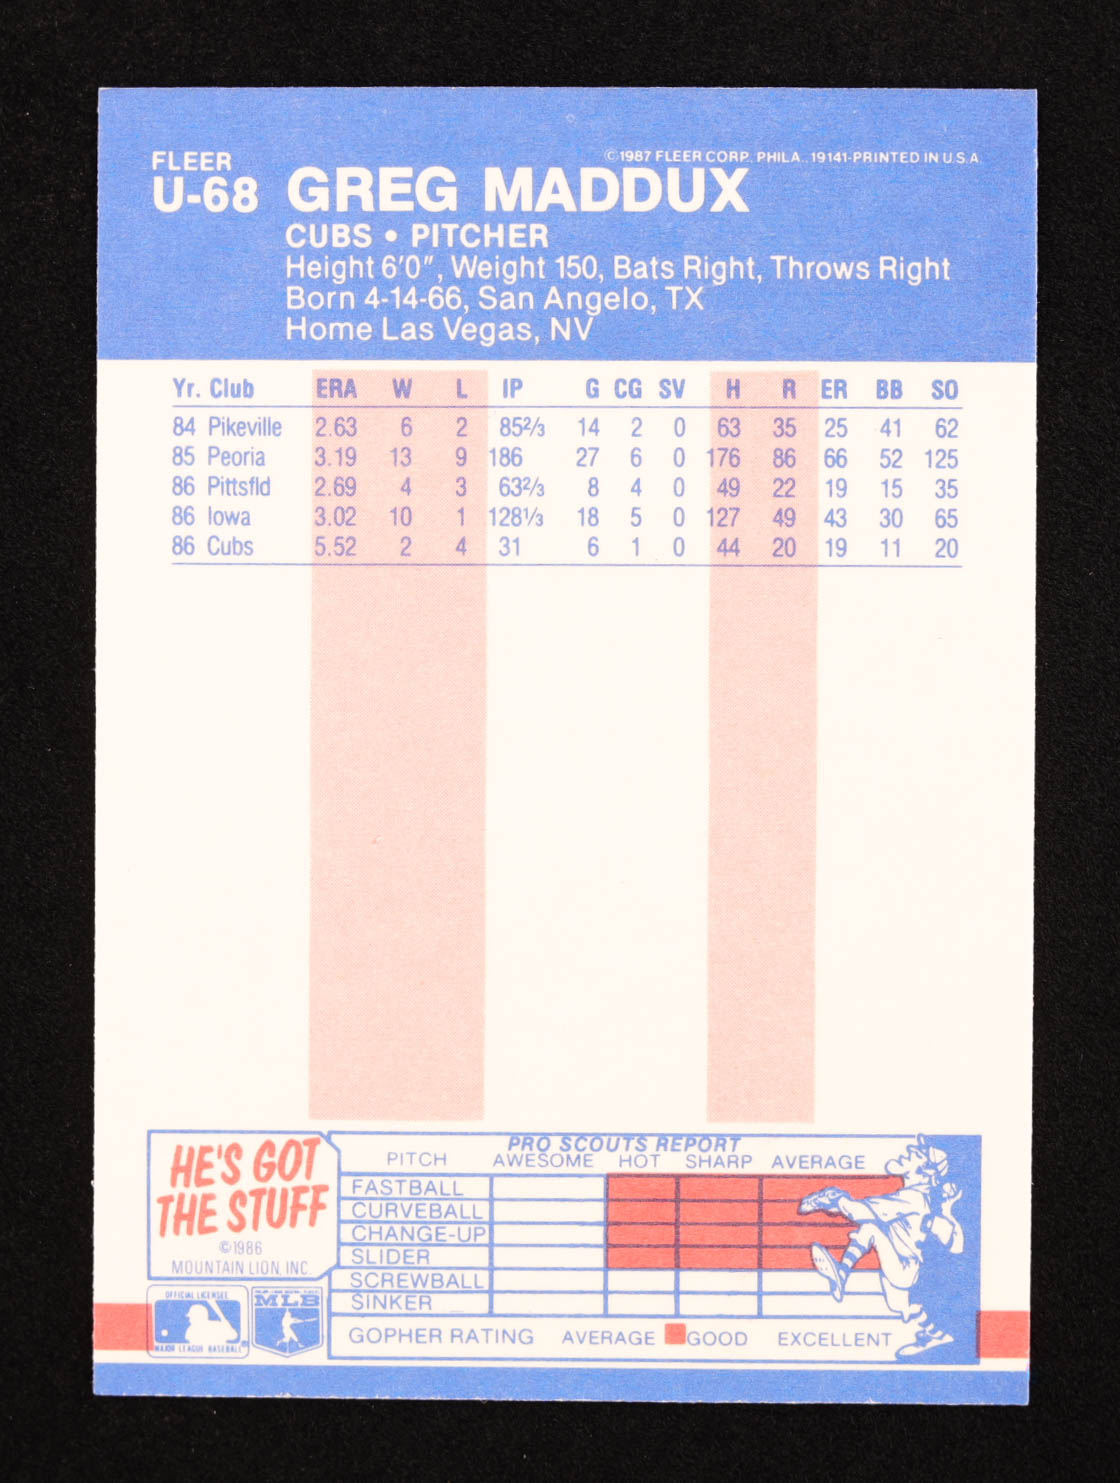 ©1987 FLEER CORP. PHILA., 19141-PRINTED IN U.S.A.
FLEER
U-68 GREG MADDUX
CUBS • PITCHER
Height 6'0", Weight 150, Bats Right, Throws Right
Born 4-14-66, San Angelo, TX
Home Las Vegas, NV
Yr. Club ERA W L IP G CG SV H R ER BB SO
84 Pikeville 2.63 6 2 85⅔ 14 2 0 63 35 25 41 62
85 Peoria 3.19 13 9 186 27 6 0 176 86 66 52 125
86 Pittsfld 2.69 4 3 63⅔ 8 4 0 49 22 19 15 35
86 Iowa 3.02 10 1 128⅓ 18 5 0 127 49 43 30 65
86 Cubs 5.52 2 4 31 6 1 0 44 20 19 11 20
HE'S GOT
THE STUFF
©1986
MOUNTAIN LION, INC.
PRO SCOUTS REPORT
PITCH AWESOME HOT SHARP AVERAGE
FASTBALL
CURVEBALL
CHANGE-UP
SLIDER
SCREWBALL
SINKER
GOPHER RATING AVERAGE GOOD EXCELLENT
OFFICIAL LICENSEE
MAJOR LEAGUE BASEBALL
MLB